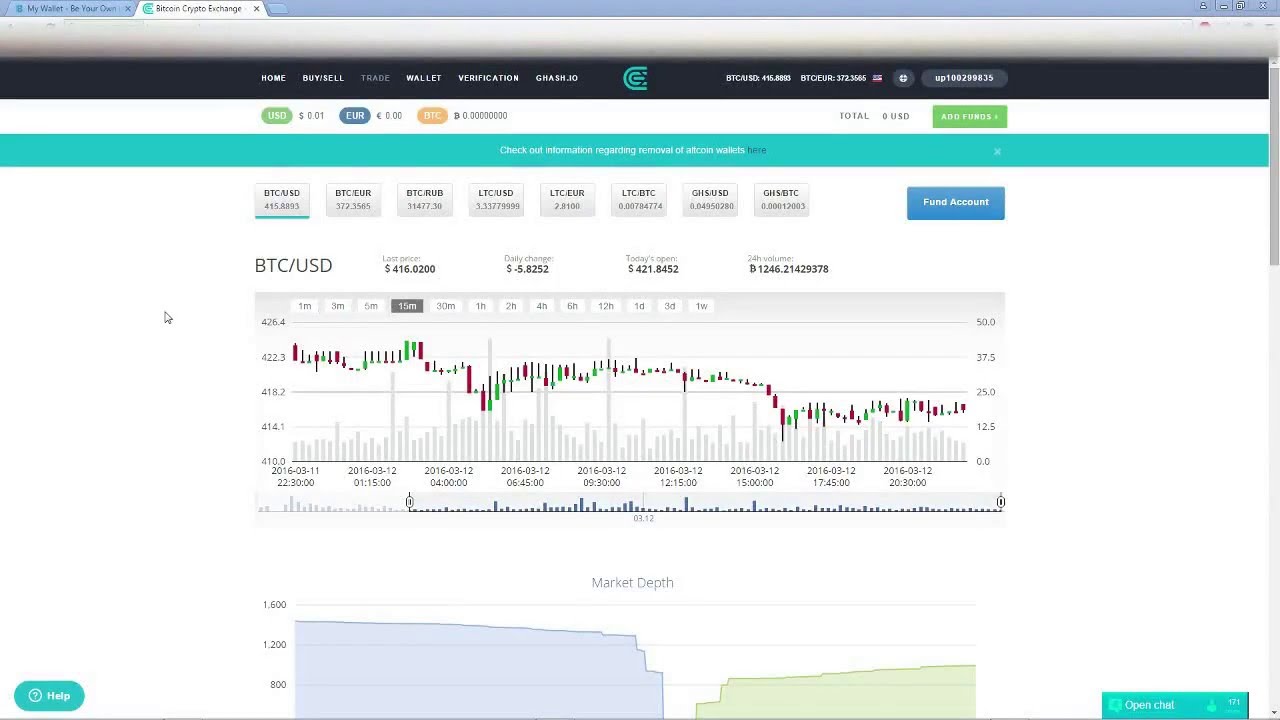 My Wallet - Be Your Own
Bitcoin Crypto Exchange -
HOME BUY/SELL TRADE WALLET VERIFICATION GHASH.IO BTC/USD: 415.8893 BTC/EUR: 372.3565 up100299835
USD $ 0.01 EUR € 0.00 BTC ฿ 0.00000000 TOTAL 0 USD ADD FUNDS
Check out information regarding removal of altcoin wallets here
BTC/USD BTC/EUR BTC/RUB LTC/USD LTC/EUR LTC/BTC GHS/USD GHS/BTC
415.8893 372.3565 31477.30 3.33779999 2.8100 0.00784774 0.04950280 0.00012003
Fund Account
BTC/USD
Last price: Daily change: Today's open: 24h volume:
$ 416.0200 $ -5.8252 $ 421.8452 ฿ 1246.21429378
1m 3m 5m 15m 30m 1h 2h 4h 6h 12h 1d 3d 1w
426.4 50.0
422.3 37.5
418.2 25.0
414.1 12.5
410.0 0.0
2016-03-11 2016-03-12 2016-03-12 2016-03-12 2016-03-12 2016-03-12 2016-03-12 2016-03-12 2016-03-12
22:30:00 01:15:00 04:00:00 06:45:00 09:30:00 12:15:00 15:00:00 17:45:00 20:30:00
03.12
Market Depth
1,600
1,200
800
Help
Open chat 171